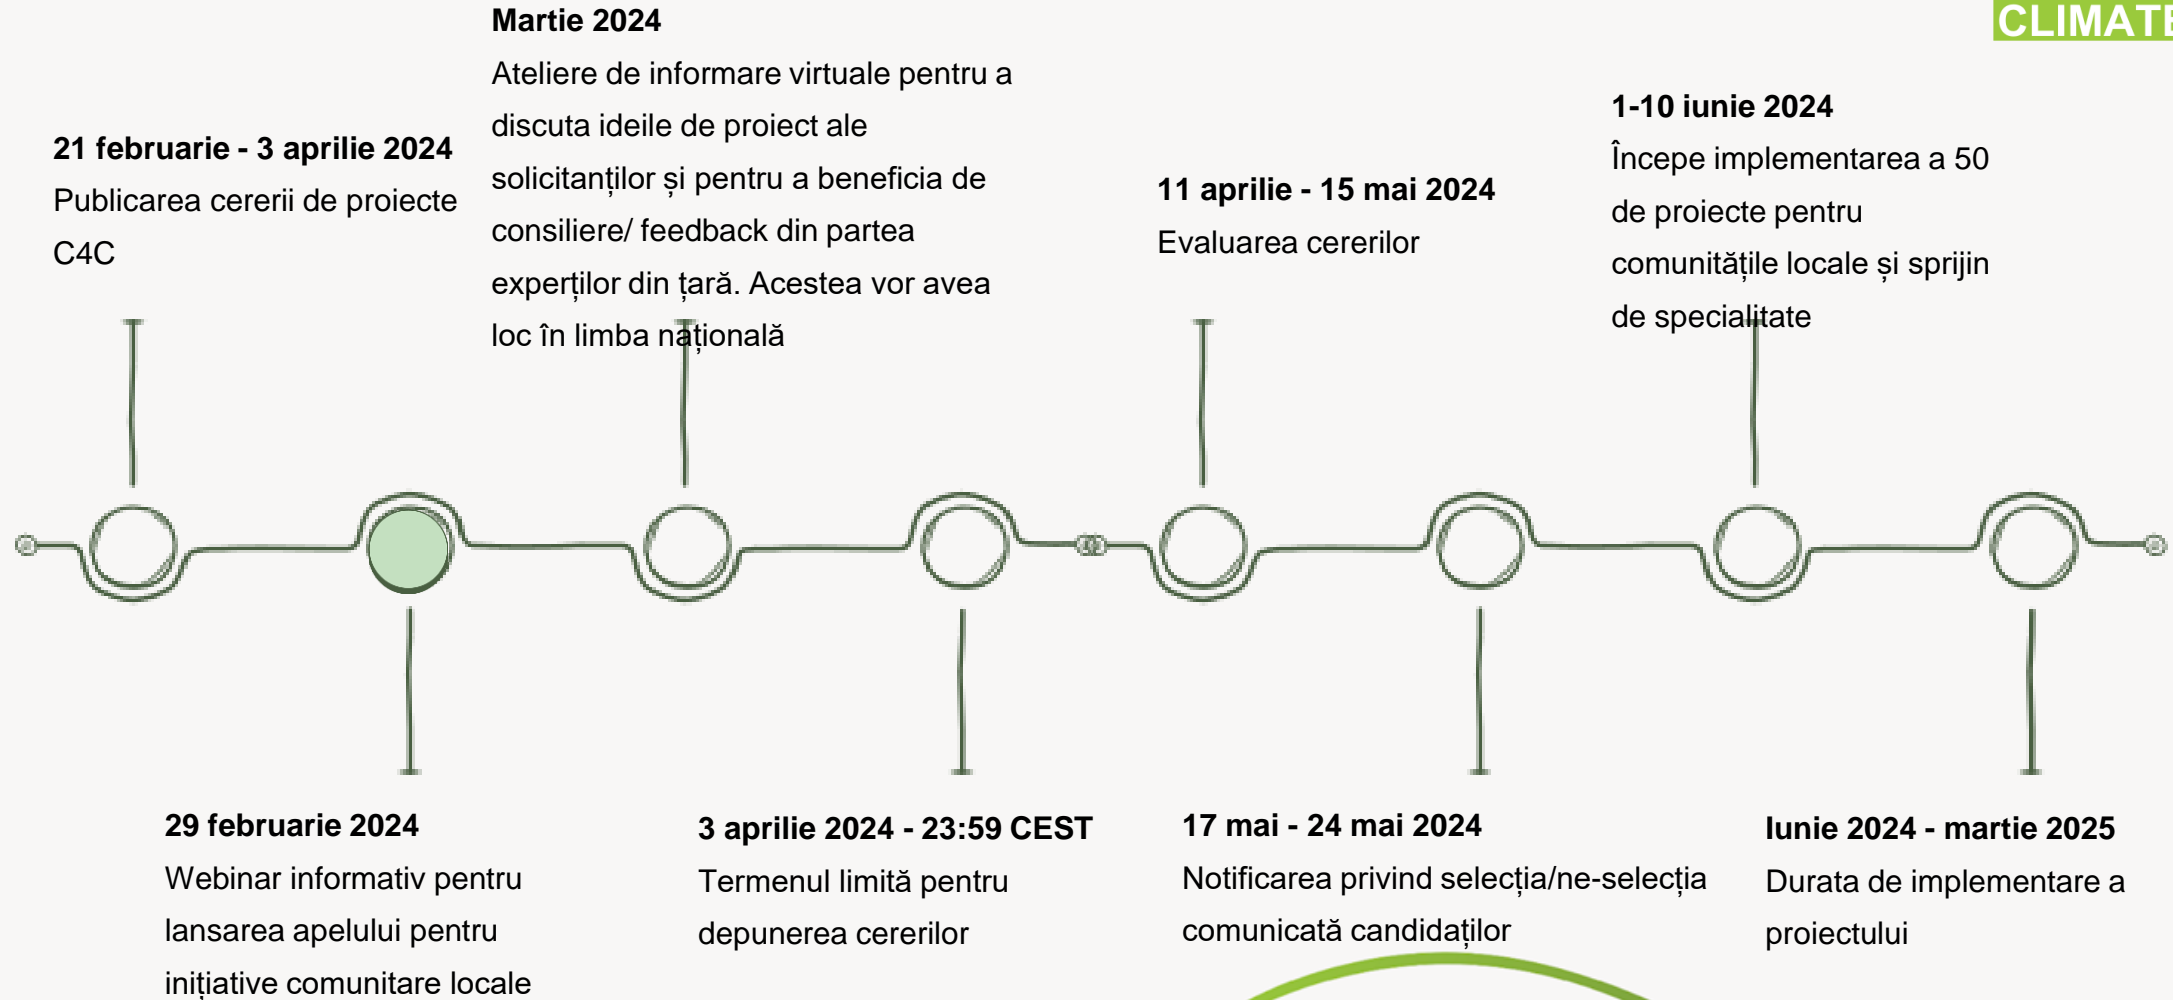 CLIMATE
21 februarie - 3 aprilie 2024
Publicarea cererii de proiecte
C4C
Martie 2024
Ateliere de informare virtuale pentru a
discuta ideile de proiect ale
solicitanților și pentru a beneficia de
consiliere/ feedback din partea
experților din țară. Acestea vor avea
loc în limba națională
11 aprilie - 15 mai 2024
Evaluarea cererilor
1-10 iunie 2024
Începe implementarea a 50
de proiecte pentru
comunitățile locale și sprijin
de specialitate
29 februarie 2024
Webinar informativ pentru
lansarea apelului pentru
inițiative comunitare locale
3 aprilie 2024 - 23:59 CEST
Termenul limită pentru
depunerea cererilor
17 mai - 24 mai 2024
Notificarea privind selecția/ne-selecția
comunicată candidaților
Iunie 2024 - martie 2025
Durata de implementare a
proiectului